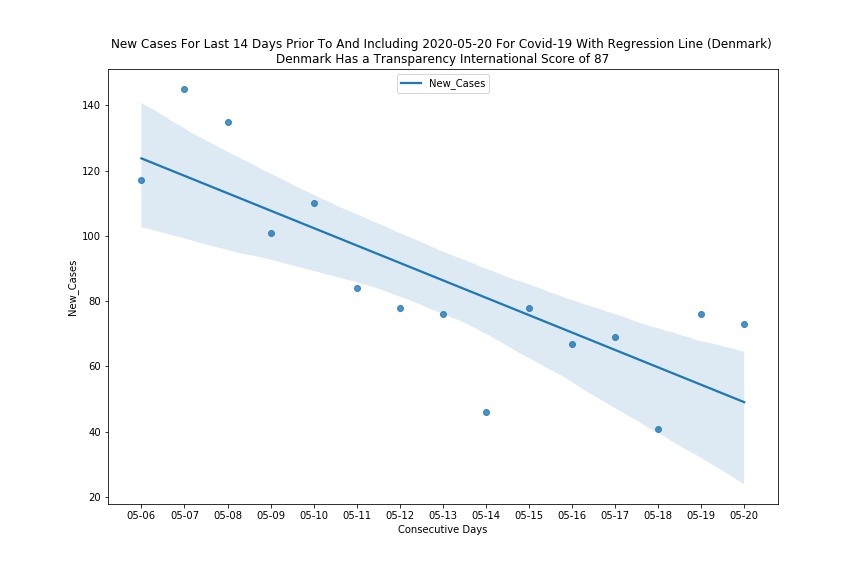 New Cases For Last 14 Days Prior To And Including 2020-05-20 For Covid-19 With Regression Line (Denmark)
Denmark Has a Transparency International Score of 87
New_Cases
140
120
100
80
60
40
20
New_Cases
05-06 05-07 05-08 05-09 05-10 05-11 05-12 05-13 05-14 05-15 05-16 05-17 05-18 05-19 05-20
Consecutive Days